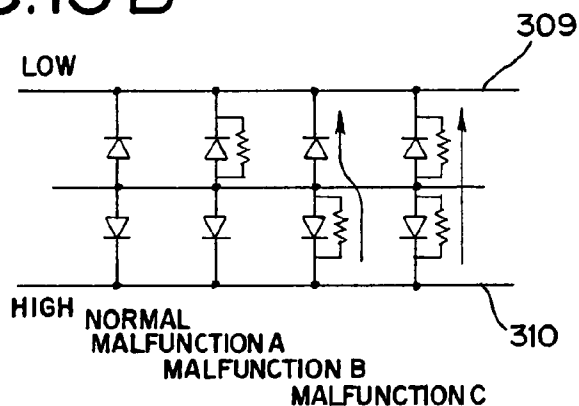 309
LOW
HIGH
310
NORMAL
MALFUNCTION A
MALFUNCTION B
MALFUNCTION C